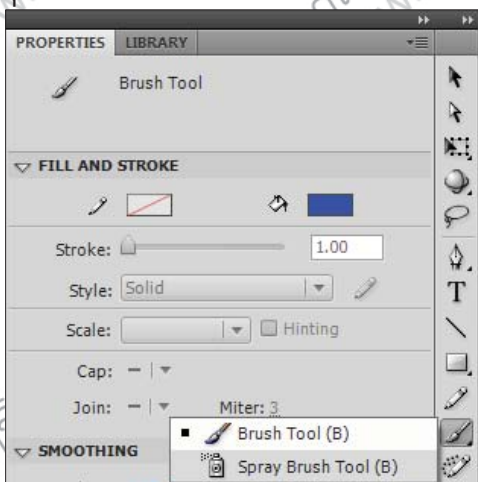 PROPERTIES LIBRARY
Brush Tool
FILL AND STROKE
Stroke: 1.00
Style: Solid
Scale: Hinting
Cap:
Join: Miter: 3
Brush Tool (B)
SMOOTHING
Spray Brush Tool (B)